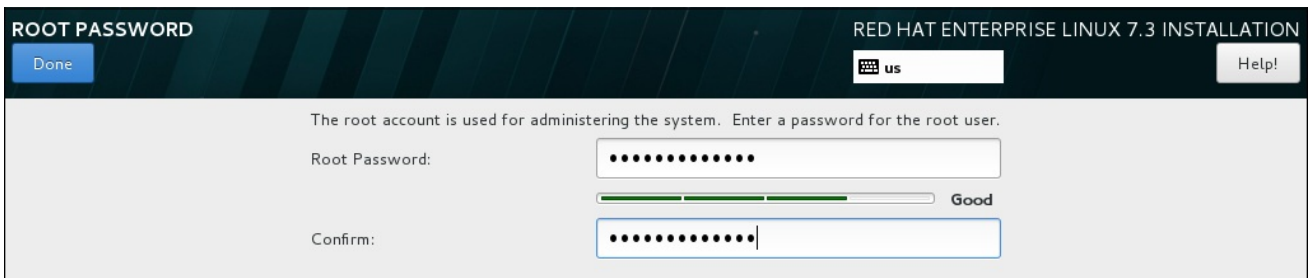 ROOT PASSWORD
RED HAT ENTERPRISE LINUX 7.3 INSTALLATION
Done
us
Help!
The root account is used for administering the system. Enter a password for the root user.
Root Password:
•••••••••••••
Good
Confirm:
•••••••••••••